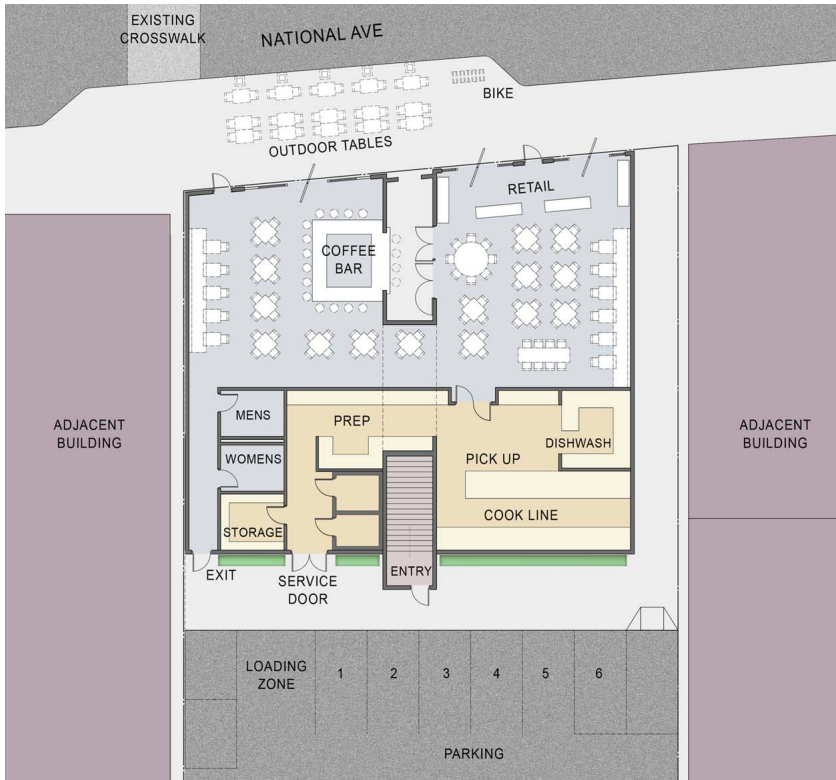 EXISTING
CROSSWALK
NATIONAL AVE
BIKE
OUTDOOR TABLES
RETAIL
COFFEE
BAR
ADJACENT
BUILDING
MENS
WOMENS
STORAGE
PREP
PICK UP
DISHWASH
COOK LINE
ADJACENT
BUILDING
EXIT
SERVICE
DOOR
ENTRY
LOADING
ZONE
1
2
3
4
5
6
PARKING